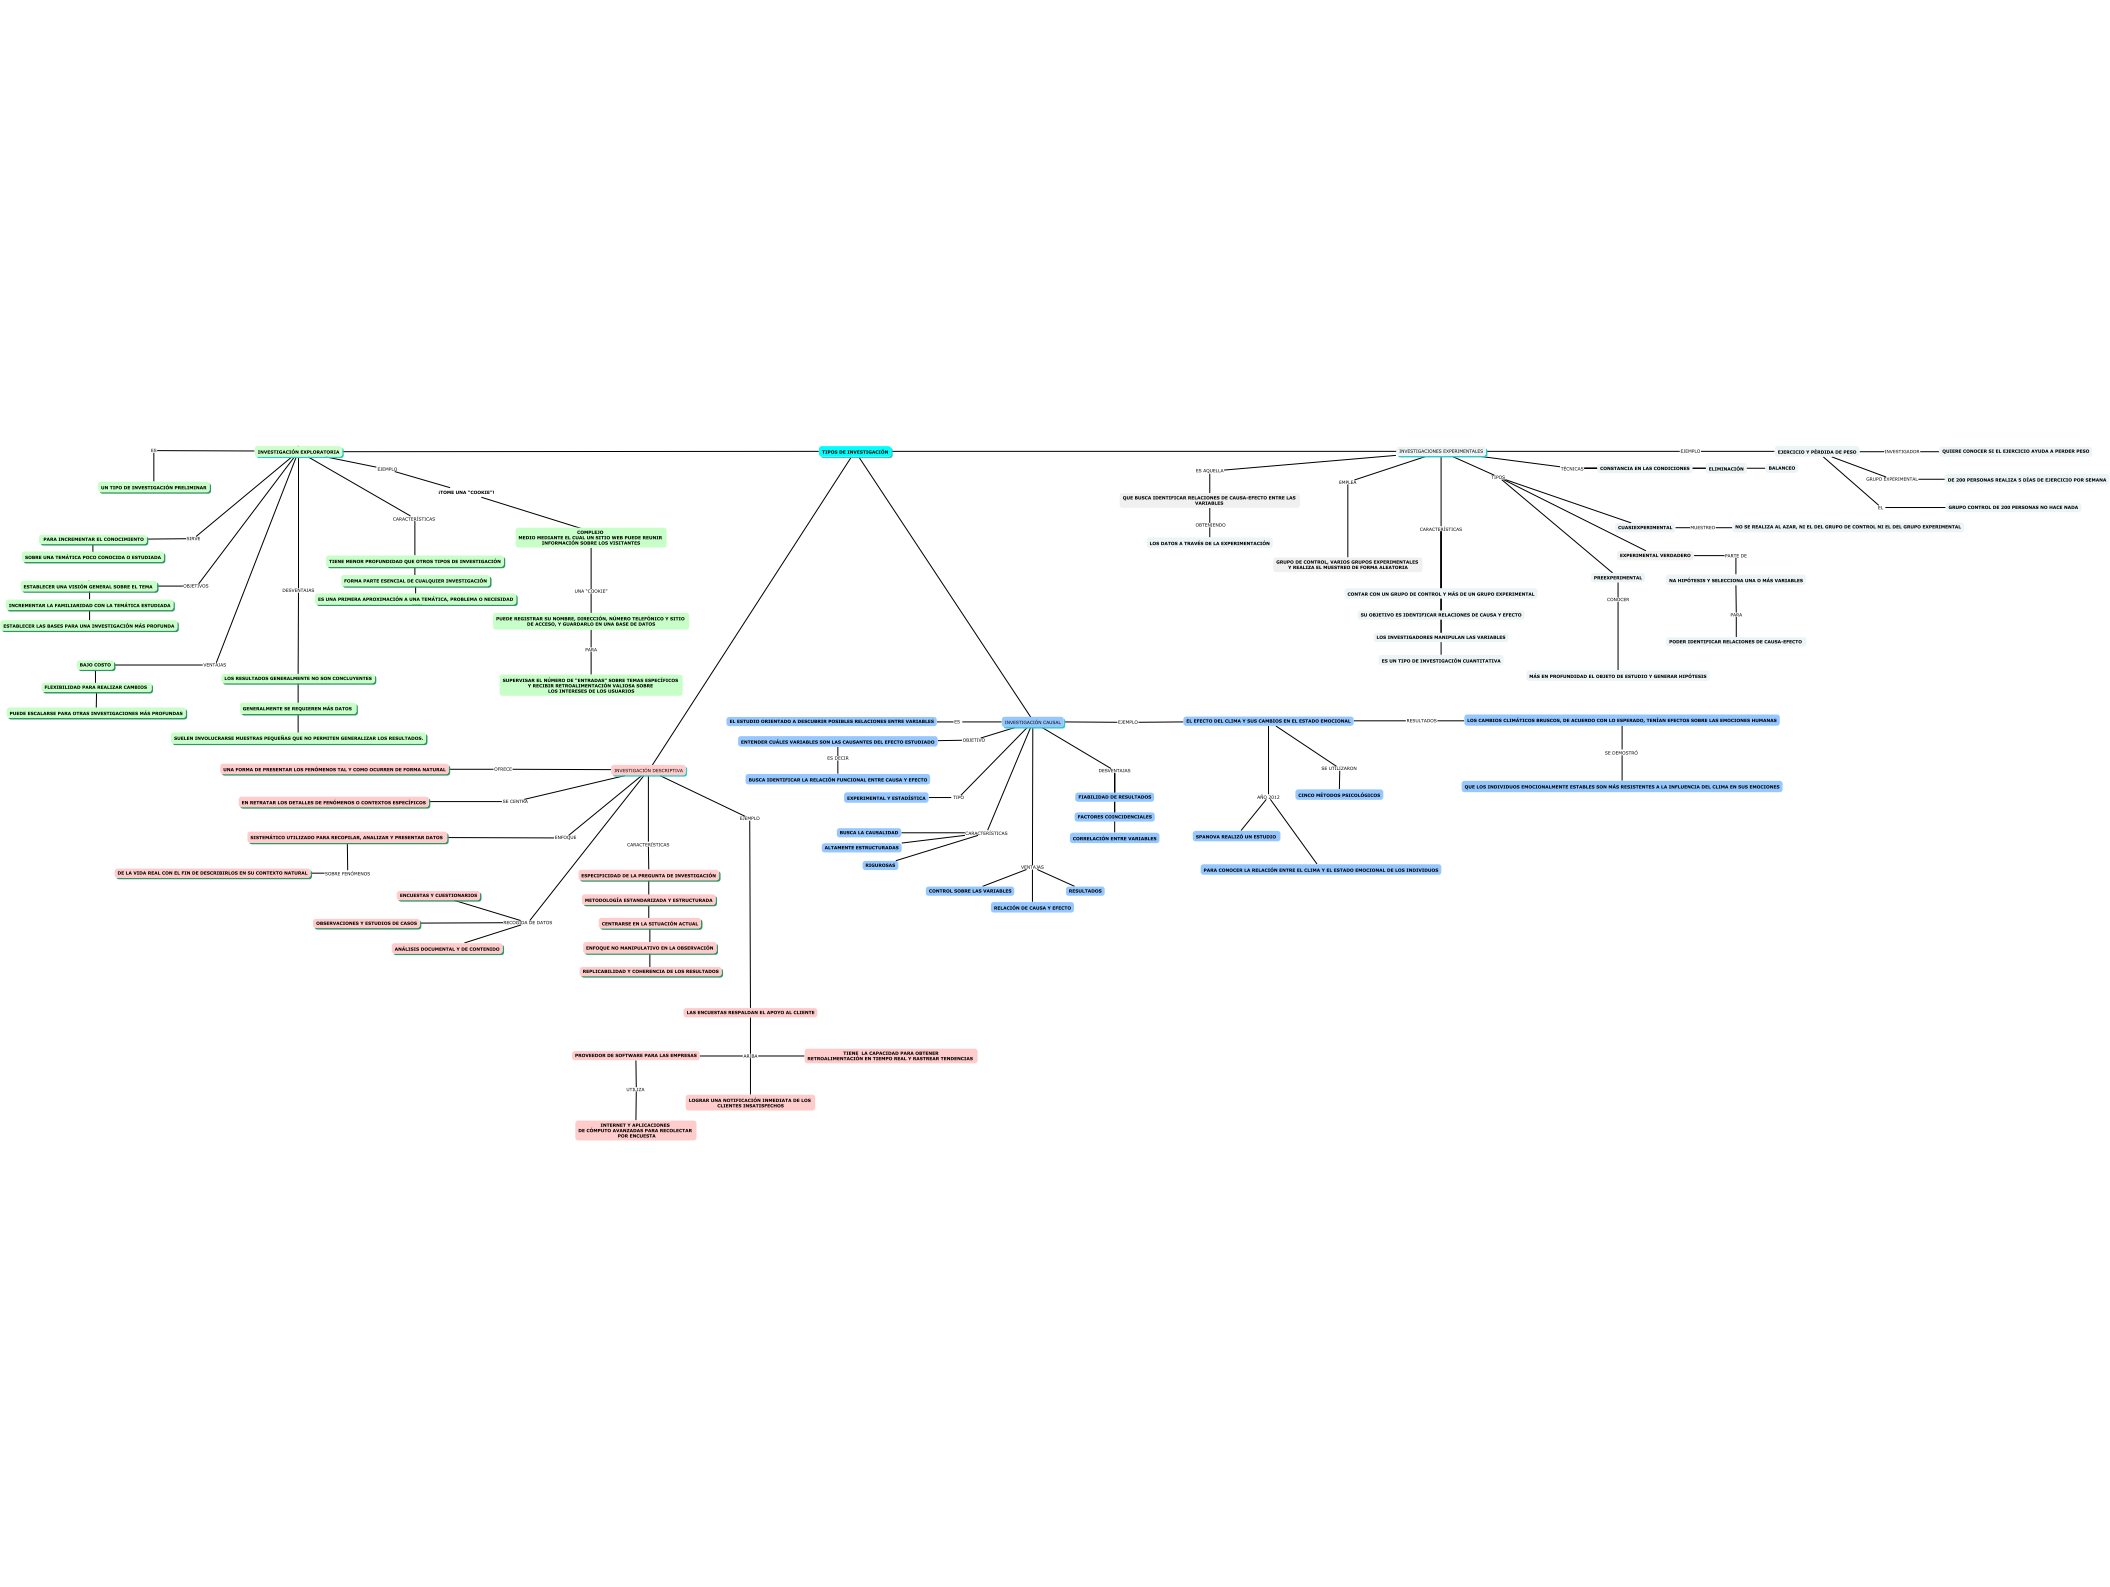 TIPOS DE INVESTIGACIÓN
INVESTIGACIÓN EXPLORATORIA
ES
UN TIPO DE INVESTIGACIÓN PRELIMINAR
SIRVE
PARA INCREMENTAR EL CONOCIMIENTO
SOBRE UNA TEMÁTICA POCO CONOCIDA O ESTUDIADA
OBJETIVOS
ESTABLECER UNA VISIÓN GENERAL SOBRE EL TEMA
INCREMENTAR LA FAMILIARIDAD CON LA TEMÁTICA ESTUDIADA
ESTABLECER LAS BASES PARA UNA INVESTIGACIÓN MÁS PROFUNDA
VENTAJAS
BAJO COSTO
FLEXIBILIDAD PARA REALIZAR CAMBIOS
PUEDE ESCALARSE PARA OTRAS INVESTIGACIONES MÁS PROFUNDAS
DESVENTAJAS
LOS RESULTADOS GENERALMENTE NO SON CONCLUYENTES
GENERALMENTE SE REQUIEREN MÁS DATOS
SUELEN INVOLUCRARSE MUESTRAS PEQUEÑAS QUE NO PERMITEN GENERALIZAR LOS RESULTADOS.
CARACTERÍSTICAS
TIENE MENOR PROFUNDIDAD QUE OTROS TIPOS DE INVESTIGACIÓN
FORMA PARTE ESENCIAL DE CUALQUIER INVESTIGACIÓN
ES UNA PRIMERA APROXIMACIÓN A UNA TEMÁTICA, PROBLEMA O NECESIDAD
EJEMPLO
¡TOME UNA "COOKIE"!
COMPLEJO
MEDIO MEDIANTE EL CUAL UN SITIO WEB PUEDE REUNIR
INFORMACIÓN SOBRE LOS VISITANTES
UNA "COOKIE"
PUEDE REGISTRAR SU NOMBRE, DIRECCIÓN, NÚMERO TELEFÓNICO Y SITIO
DE ACCESO, Y GUARDARLO EN UNA BASE DE DATOS
PARA
SUPERVISAR EL NÚMERO DE "ENTRADAS" SOBRE TEMAS ESPECÍFICOS
Y RECIBIR RETROALIMENTACIÓN VALIOSA SOBRE
LOS INTERESES DE LOS USUARIOS
INVESTIGACIÓN DESCRIPTIVA
OFRECE
UNA FORMA DE PRESENTAR LOS FENÓMENOS TAL Y COMO OCURREN DE FORMA NATURAL
SE CENTRA
EN RETRATAR LOS DETALLES DE FENÓMENOS O CONTEXTOS ESPECÍFICOS
ENFOQUE
SISTEMÁTICO UTILIZADO PARA RECOPILAR, ANALIZAR Y PRESENTAR DATOS
SOBRE FENÓMENOS
DE LA VIDA REAL CON EL FIN DE DESCRIBIRLOS EN SU CONTEXTO NATURAL
RECOGIDA DE DATOS
ENCUESTAS Y CUESTIONARIOS
OBSERVACIONES Y ESTUDIOS DE CASOS
ANÁLISIS DOCUMENTAL Y DE CONTENIDO
CARACTERÍSTICAS
ESPECIFICIDAD DE LA PREGUNTA DE INVESTIGACIÓN
METODOLOGÍA ESTANDARIZADA Y ESTRUCTURADA
CENTRARSE EN LA SITUACIÓN ACTUAL
ENFOQUE NO MANIPULATIVO EN LA OBSERVACIÓN
REPLICABILIDAD Y COHERENCIA DE LOS RESULTADOS
EJEMPLO
LAS ENCUESTAS RESPALDAN EL APOYO AL CLIENTE
ARIBA
PROVEEDOR DE SOFTWARE PARA LAS EMPRESAS
UTILIZA
INTERNET Y APLICACIONES
DE CÓMPUTO AVANZADAS PARA RECOLECTAR
POR ENCUESTA
TIENE LA CAPACIDAD PARA OBTENER
RETROALIMENTACIÓN EN TIEMPO REAL Y RASTREAR TENDENCIAS
LOGRAR UNA NOTIFICACIÓN INMEDIATA DE LOS
CLIENTES INSATISFECHOS
INVESTIGACIÓN CAUSAL
ES
EL ESTUDIO ORIENTADO A DESCUBRIR POSIBLES RELACIONES ENTRE VARIABLES
OBJETIVO
ENTENDER CUÁLES VARIABLES SON LAS CAUSANTES DEL EFECTO ESTUDIADO
ES DECIR
BUSCA IDENTIFICAR LA RELACIÓN FUNCIONAL ENTRE CAUSA Y EFECTO
TIPO
EXPERIMENTAL Y ESTADÍSTICA
CARACTERÍSTICAS
BUSCA LA CAUSALIDAD
ALTAMENTE ESTRUCTURADAS
RIGUROSAS
VENTAJAS
CONTROL SOBRE LAS VARIABLES
RELACIÓN DE CAUSA Y EFECTO
RESULTADOS
DESVENTAJAS
FIABILIDAD DE RESULTADOS
FACTORES COINCIDENCIALES
CORRELACIÓN ENTRE VARIABLES
EJEMPLO
EL EFECTO DEL CLIMA Y SUS CAMBIOS EN EL ESTADO EMOCIONAL
AÑO 2012
SPANOVA REALIZÓ UN ESTUDIO
PARA CONOCER LA RELACIÓN ENTRE EL CLIMA Y EL ESTADO EMOCIONAL DE LOS INDIVIDUOS
SE UTILIZARON
CINCO MÉTODOS PSICOLÓGICOS
RESULTADOS
LOS CAMBIOS CLIMÁTICOS BRUSCOS, DE ACUERDO CON LO ESPERADO, TENÍAN EFECTOS SOBRE LAS EMOCIONES HUMANAS
SE DEMOSTRÓ
QUE LOS INDIVIDUOS EMOCIONALMENTE ESTABLES SON MÁS RESISTENTES A LA INFLUENCIA DEL CLIMA EN SUS EMOCIONES
INVESTIGACIONES EXPERIMENTALES
ES AQUELLA
QUE BUSCA IDENTIFICAR RELACIONES DE CAUSA-EFECTO ENTRE LAS
VARIABLES
OBTENIENDO
LOS DATOS A TRAVÉS DE LA EXPERIMENTACIÓN
EMPLEA
GRUPO DE CONTROL, VARIOS GRUPOS EXPERIMENTALES
Y REALIZA EL MUESTREO DE FORMA ALEATORIA
CARACTERÍSTICAS
CONTAR CON UN GRUPO DE CONTROL Y MÁS DE UN GRUPO EXPERIMENTAL
SU OBJETIVO ES IDENTIFICAR RELACIONES DE CAUSA Y EFECTO
LOS INVESTIGADORES MANIPULAN LAS VARIABLES
ES UN TIPO DE INVESTIGACIÓN CUANTITATIVA
TIPOS
CUASIEXPERIMENTAL
MUESTREO
NO SE REALIZA AL AZAR, NI EL DEL GRUPO DE CONTROL NI EL DEL GRUPO EXPERIMENTAL
EXPERIMENTAL VERDADERO
PARTE DE
NA HIPÓTESIS Y SELECCIONA UNA O MÁS VARIABLES
PARA
PODER IDENTIFICAR RELACIONES DE CAUSA-EFECTO
PREEXPERIMENTAL
CONOCER
MÁS EN PROFUNDIDAD EL OBJETO DE ESTUDIO Y GENERAR HIPÓTESIS
TÉCNICAS
CONSTANCIA EN LAS CONDICIONES
ELIMINACIÓN
BALANCEO
EJEMPLO
EJERCICIO Y PÉRDIDA DE PESO
INVESTIGADOR
QUIERE CONOCER SI EL EJERCICIO AYUDA A PERDER PESO
GRUPO EXPERIMENTAL
DE 200 PERSONAS REALIZA 5 DÍAS DE EJERCICIO POR SEMANA
EL
GRUPO CONTROL DE 200 PERSONAS NO HACE NADA